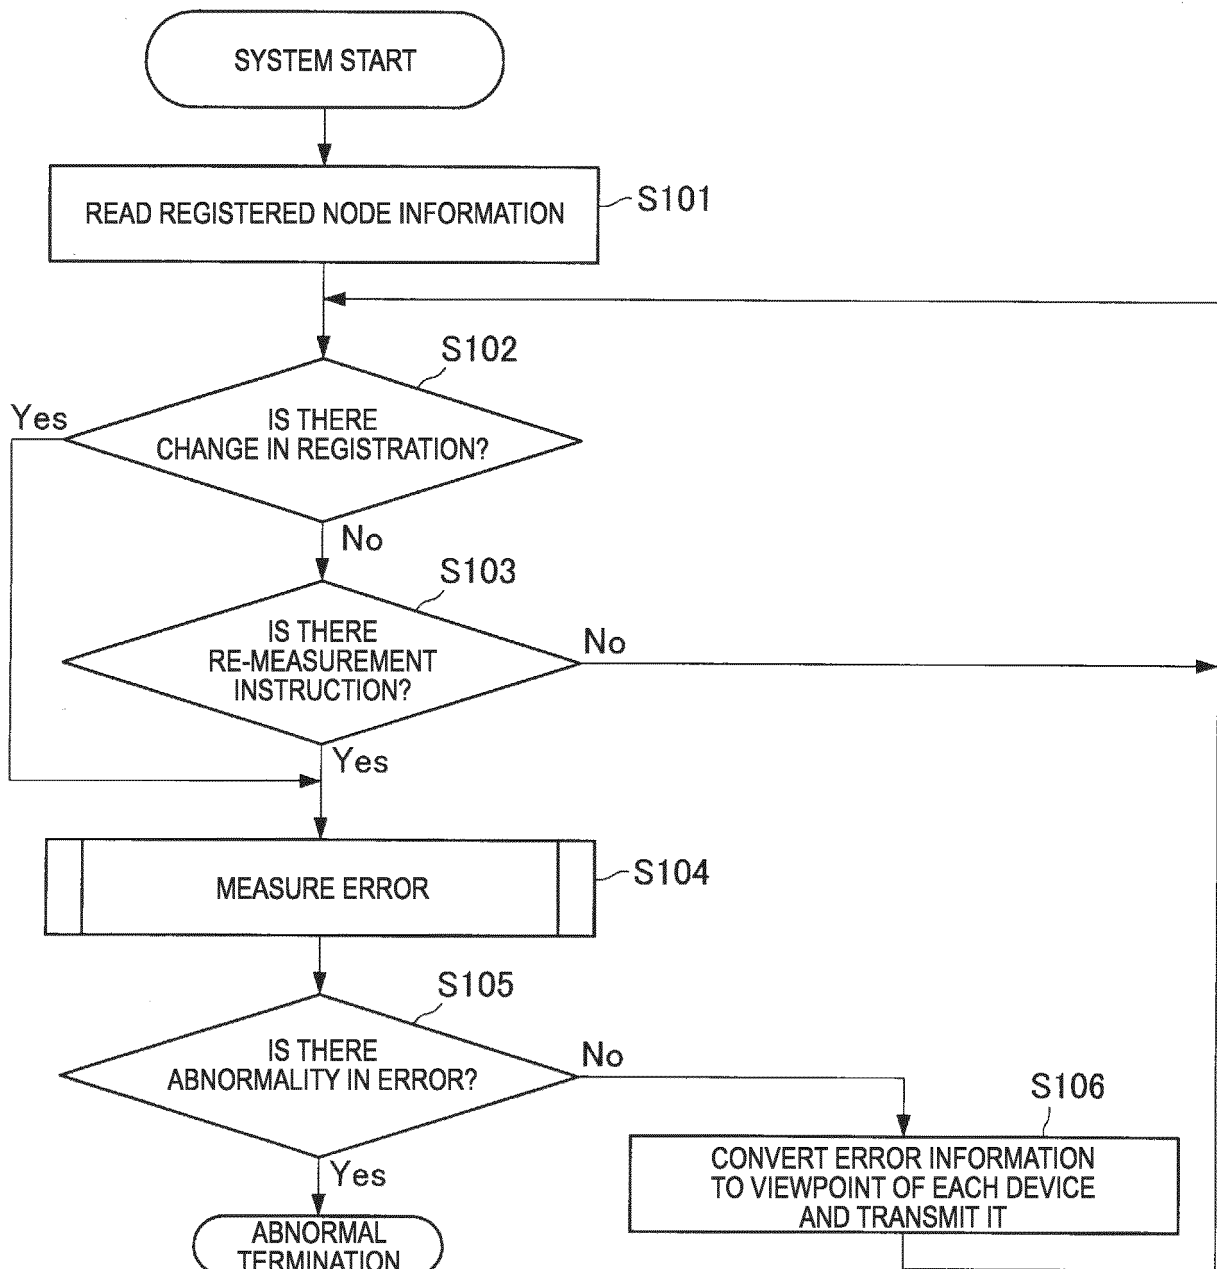 SYSTEM START
READ REGISTERED NODE INFORMATION
S101
S102
IS THERE
CHANGE IN REGISTRATION?
Yes
No
S103
IS THERE
RE-MEASUREMENT
INSTRUCTION?
No
Yes
MEASURE ERROR
S104
S105
IS THERE
ABNORMALITY IN ERROR?
No
Yes
S106
CONVERT ERROR INFORMATION
TO VIEWPOINT OF EACH DEVICE
AND TRANSMIT IT
ABNORMAL
TERMINATION